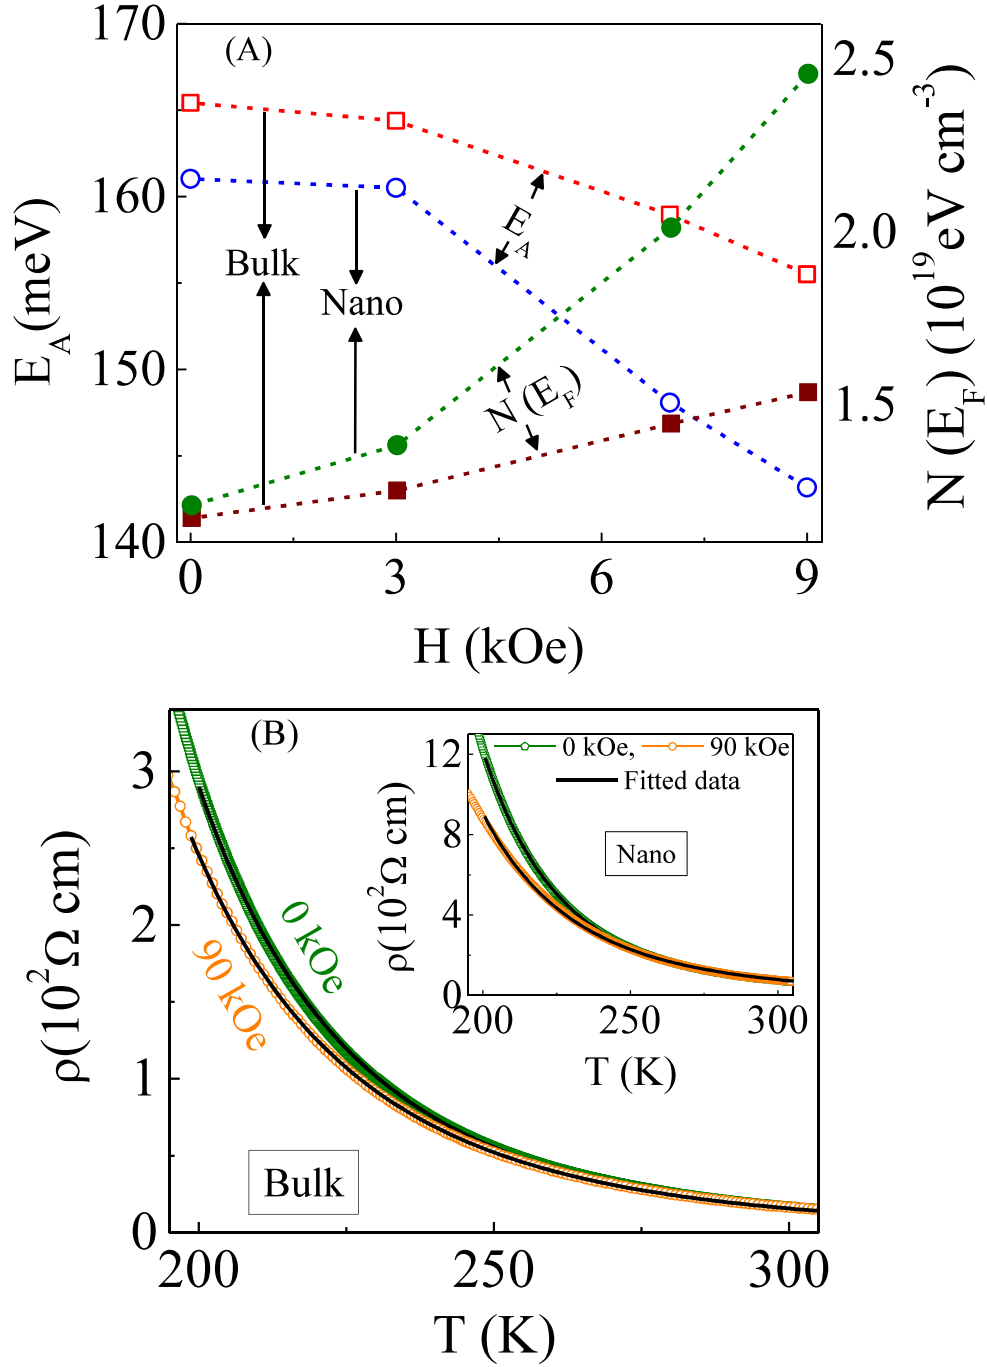 (A)
170
160
150
140
E_A (meV)
2.5
2.0
1.5
N (E_F) (10^19 eV cm^-3)
Bulk
Nano
E_A
N (E_F)
0 3 6 9
H (kOe)
(B)
3
2
1
0
ρ(10^2 Ω cm)
0 kOe
90 kOe
Bulk
200 250 300
T (K)
0 kOe, 90 kOe
Fitted data
Nano
12
8
4
0
ρ(10^2 Ω cm)
200 250 300
T (K)